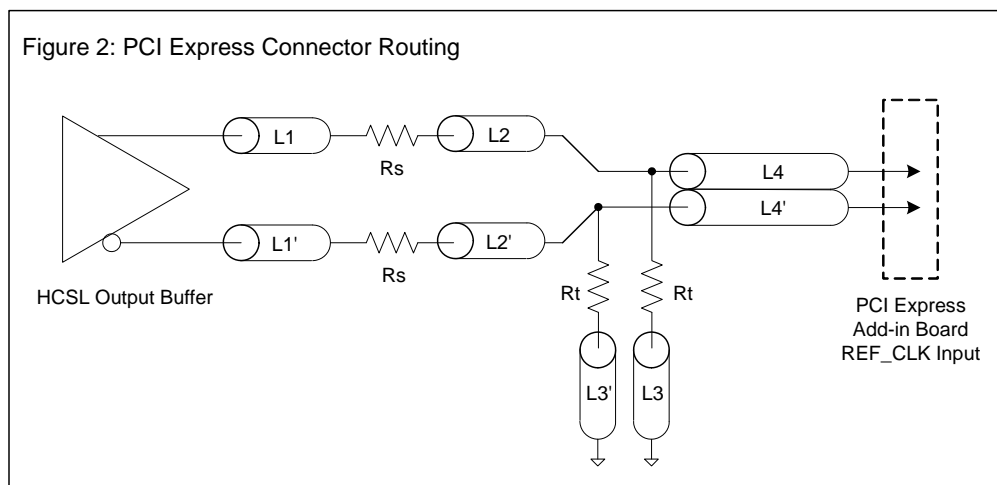 Figure 2: PCI Express Connector Routing
L1
Rs
L2
L4
L4'
L1'
Rs
L2'
HCSL Output Buffer
Rt
Rt
L3'
L3
PCI Express
Add-in Board
REF_CLK Input